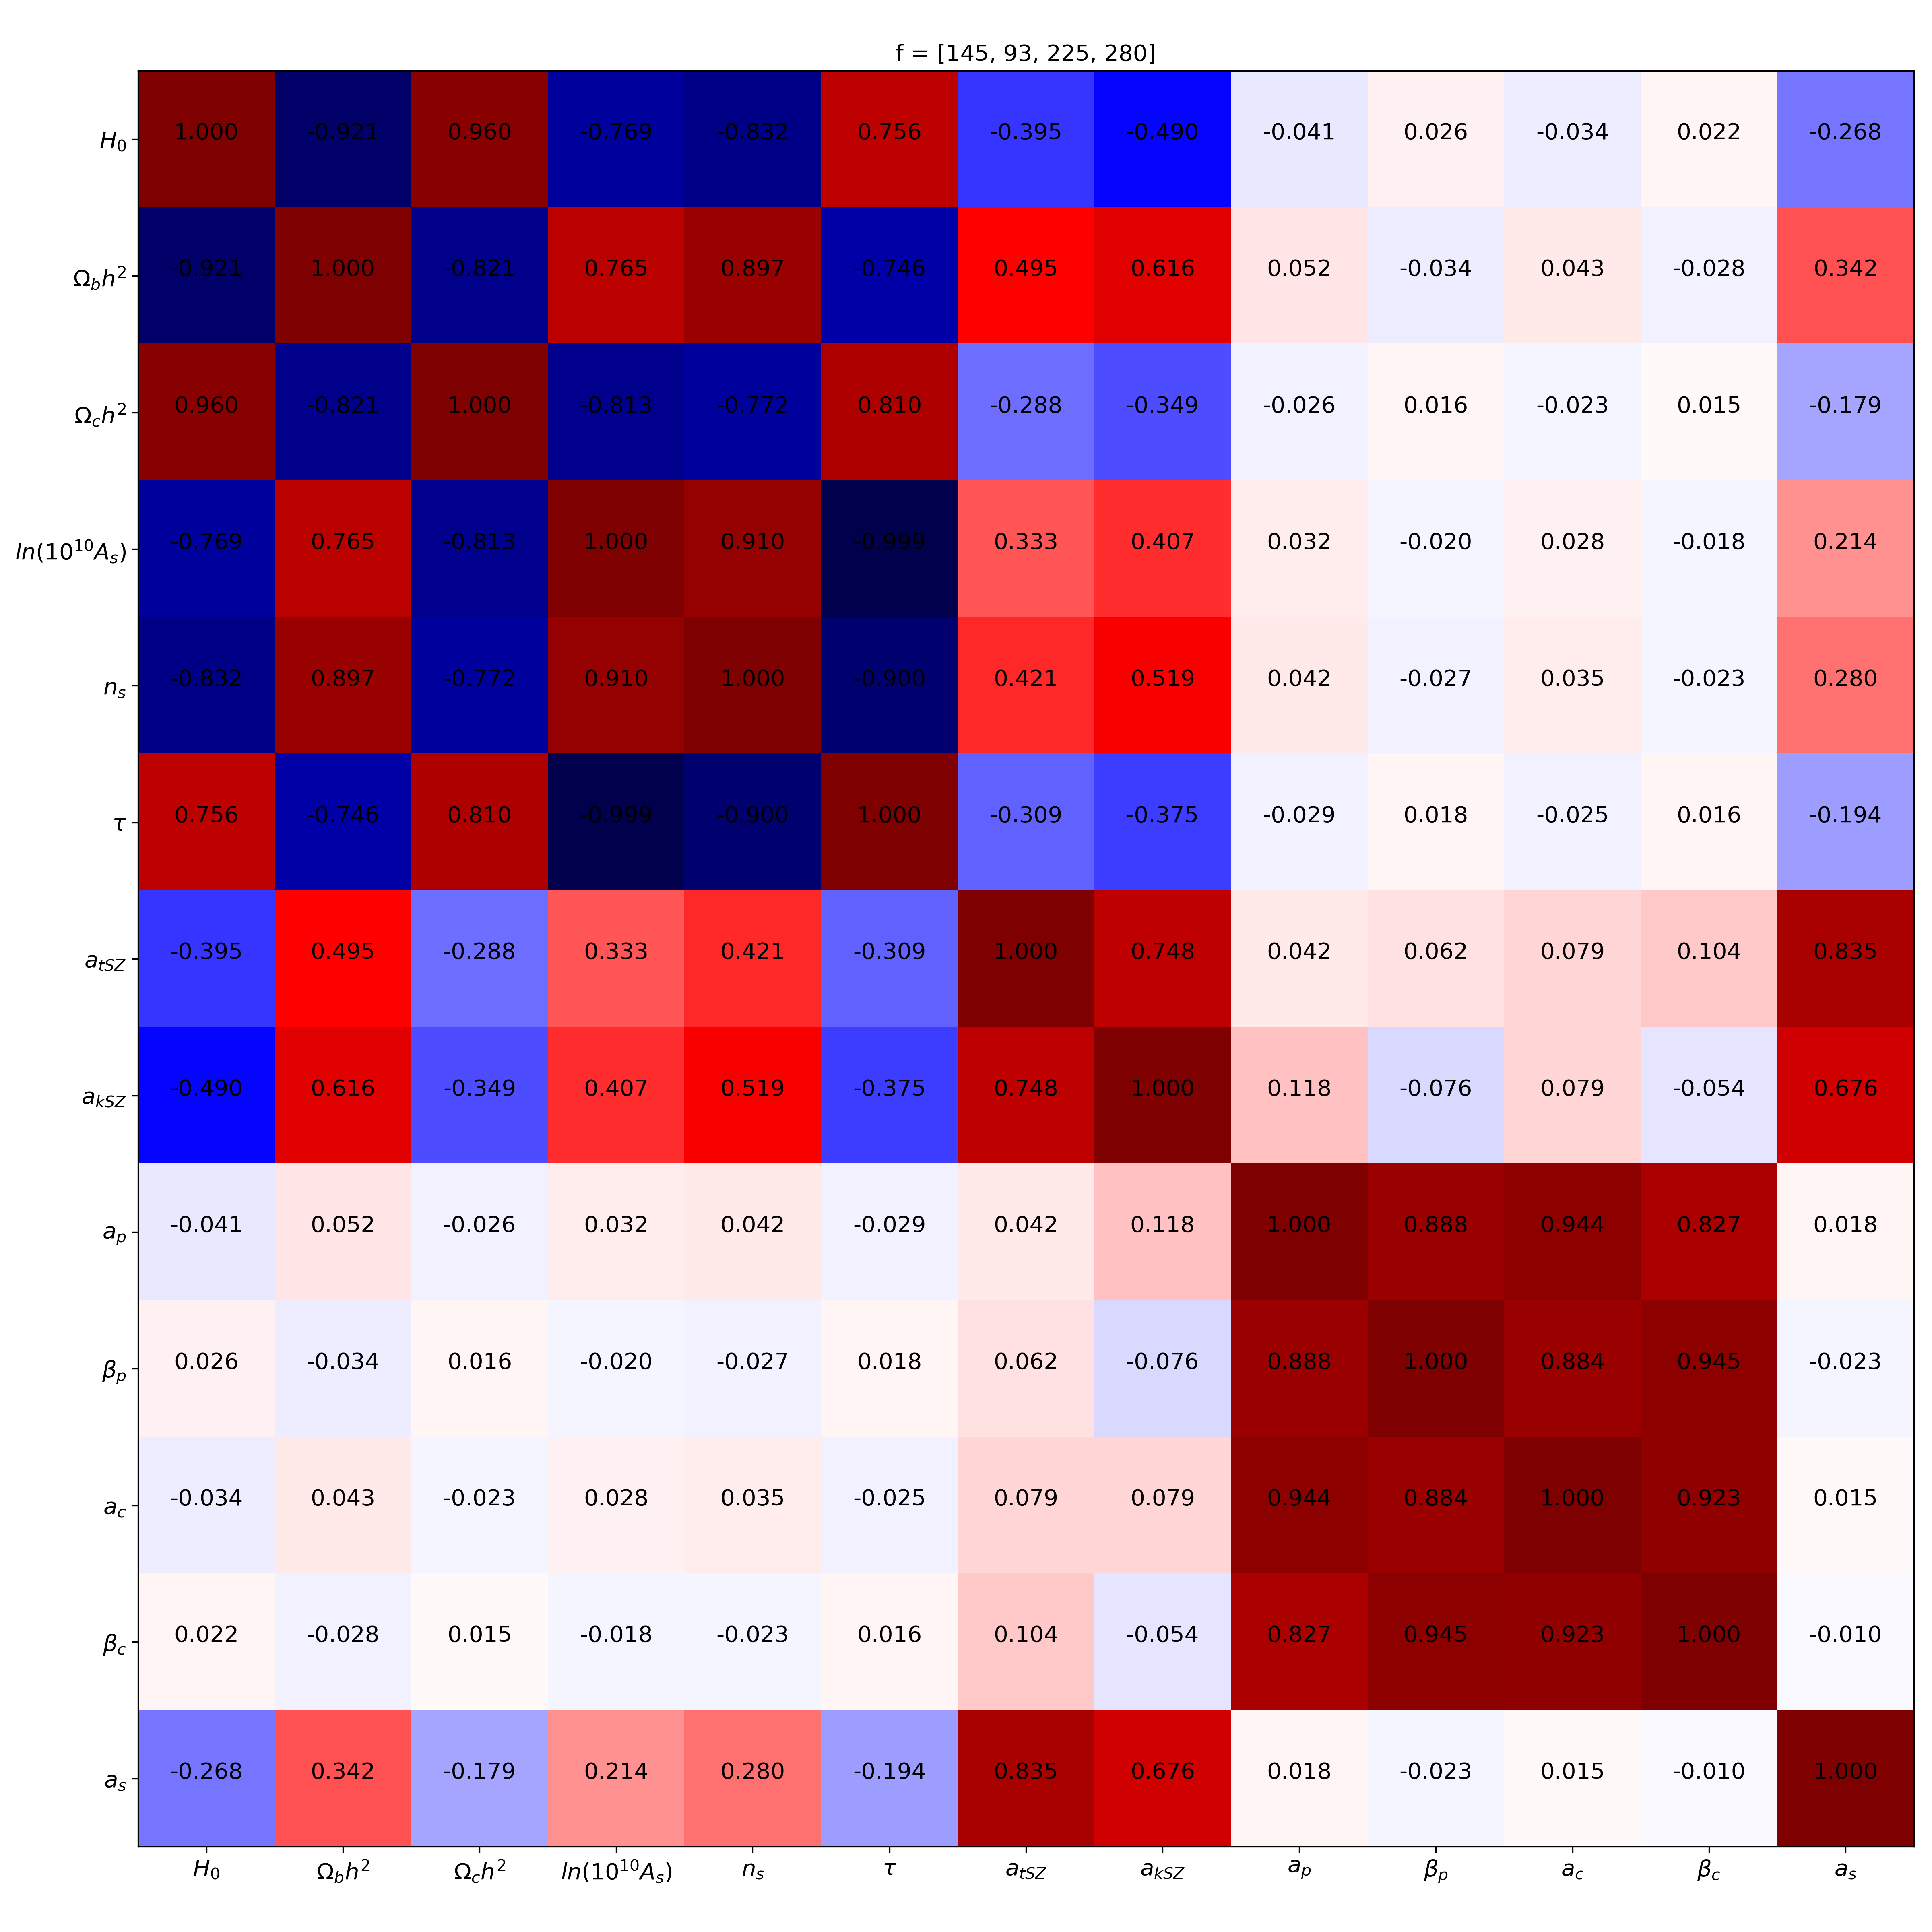 f = [145, 93, 225, 280]
H₀ 1.000 -0.921 0.960 -0.769 -0.832 0.756 -0.395 -0.490 -0.041 0.026 -0.034 0.022 -0.268
Ω_b h² -0.921 1.000 -0.821 0.765 0.897 -0.746 0.495 0.616 0.052 -0.034 0.043 -0.028 0.342
Ω_c h² 0.960 -0.821 1.000 -0.813 -0.772 0.810 -0.288 -0.349 -0.026 0.016 -0.023 0.015 -0.179
ln(10¹⁰A_s) -0.769 0.765 -0.813 1.000 0.910 -0.999 0.333 0.407 0.032 -0.020 0.028 -0.018 0.214
n_s -0.832 0.897 -0.772 0.910 1.000 -0.900 0.421 0.519 0.042 -0.027 0.035 -0.023 0.280
τ 0.756 -0.746 0.810 -0.999 -0.900 1.000 -0.309 -0.375 -0.029 0.018 -0.025 0.016 -0.194
a_tSZ -0.395 0.495 -0.288 0.333 0.421 -0.309 1.000 0.748 0.042 0.062 0.079 0.104 0.835
a_kSZ -0.490 0.616 -0.349 0.407 0.519 -0.375 0.748 1.000 0.118 -0.076 0.079 -0.054 0.676
a_p -0.041 0.052 -0.026 0.032 0.042 -0.029 0.042 0.118 1.000 0.888 0.944 0.827 0.018
β_p 0.026 -0.034 0.016 -0.020 -0.027 0.018 0.062 -0.076 0.888 1.000 0.884 0.945 -0.023
a_c -0.034 0.043 -0.023 0.028 0.035 -0.025 0.079 0.079 0.944 0.884 1.000 0.923 0.015
β_c 0.022 -0.028 0.015 -0.018 -0.023 0.016 0.104 -0.054 0.827 0.945 0.923 1.000 -0.010
a_s -0.268 0.342 -0.179 0.214 0.280 -0.194 0.835 0.676 0.018 -0.023 0.015 -0.010 1.000
H₀ Ω_b h² Ω_c h² ln(10¹⁰A_s) n_s τ a_tSZ a_kSZ a_p β_p a_c β_c a_s